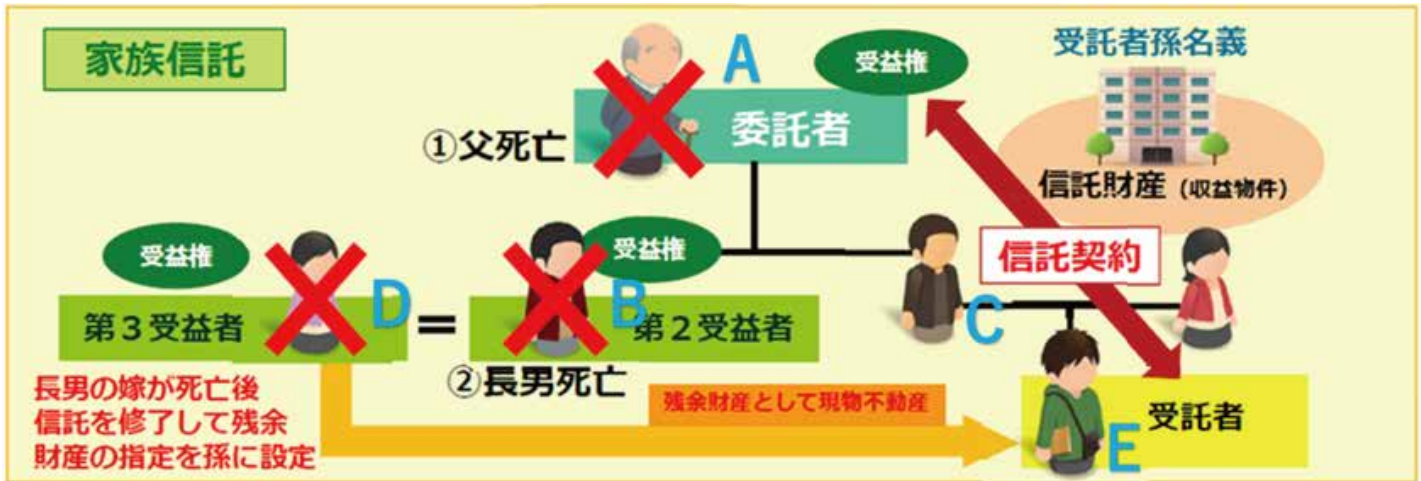 家族信託
A
受益権
受託者孫名義
①父死亡
委託者
信託財産(収益物件)
受益権
受益権
信託契約
第3受益者
D
=
B
第2受益者
C
②長男死亡
長男の嫁が死亡後
信託を修了して残余
財産の指定を孫に設定
残余財産として現物不動産
受託者
E